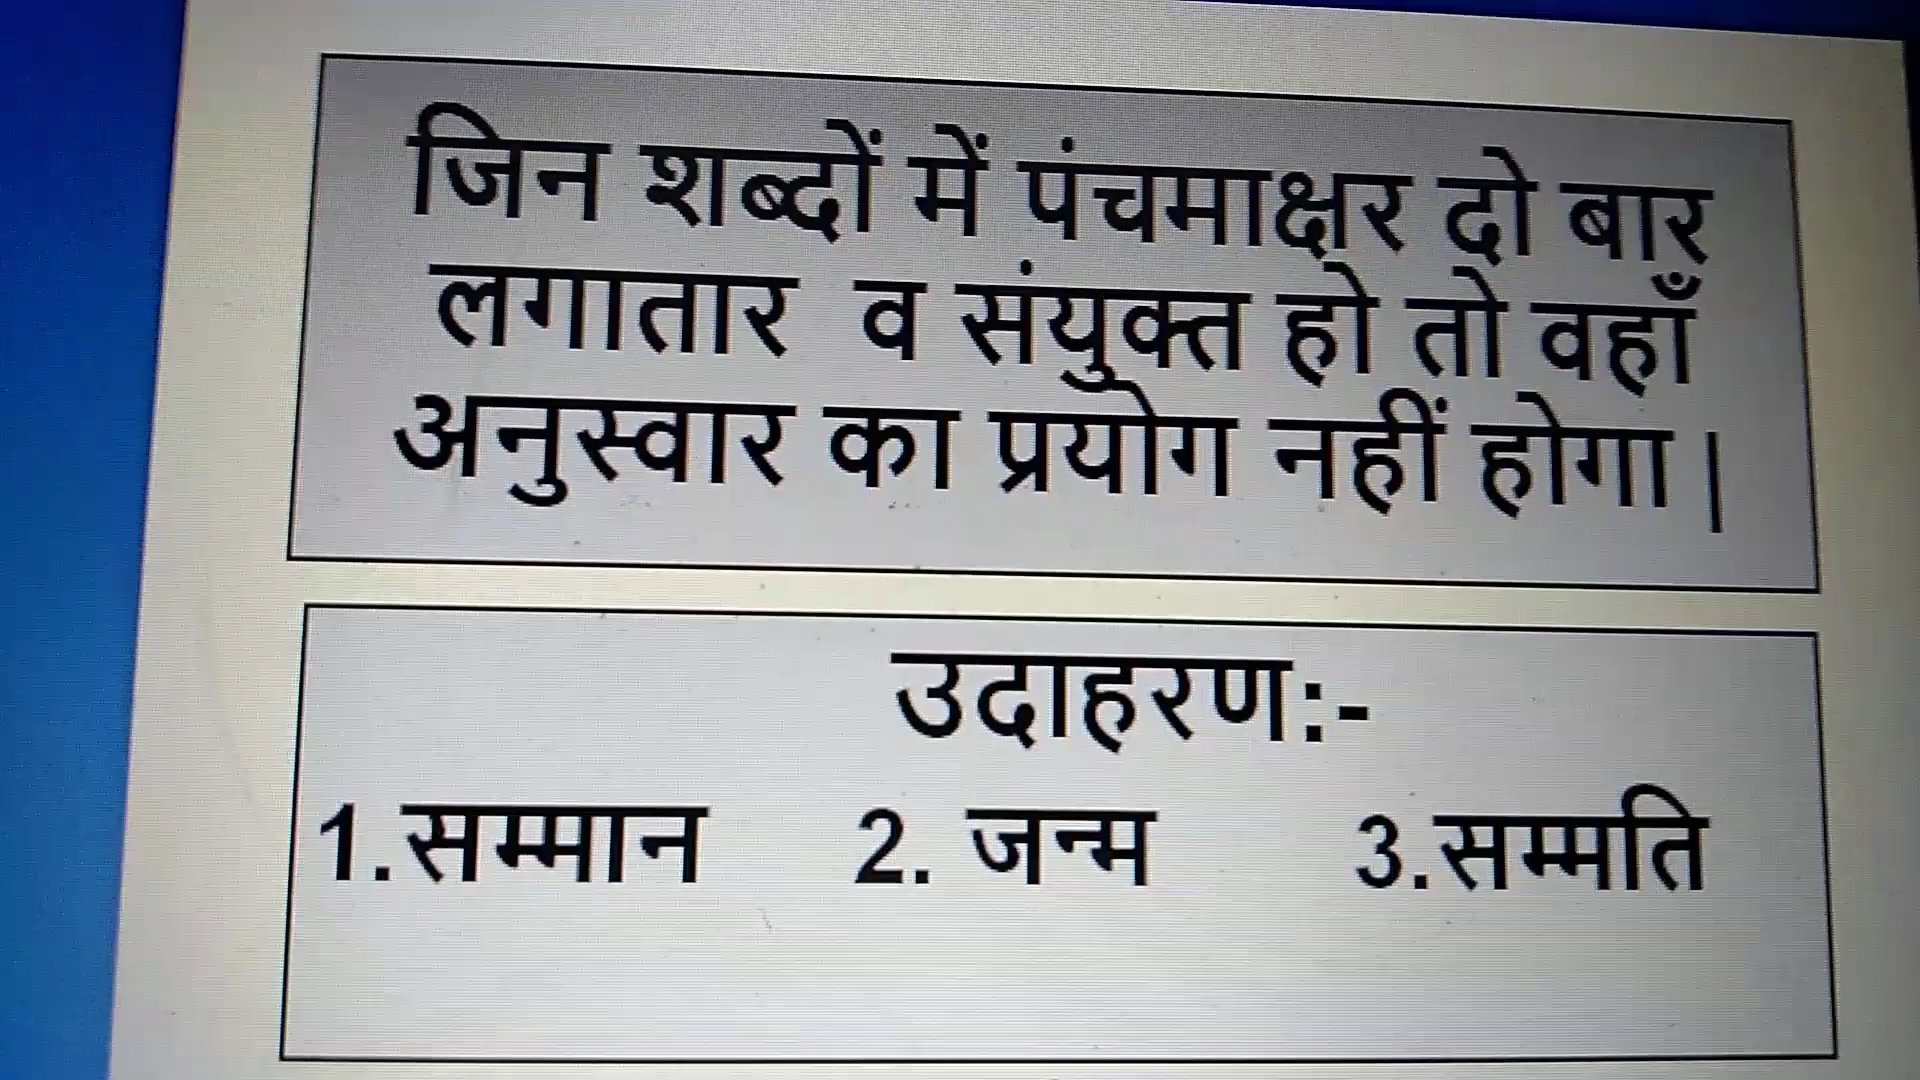 जिन शब्दों में पंचमाक्षर दो बार
लगातार व संयुक्त हो तो वहाँ
अनुस्वार का प्रयोग नहीं होगा |
उदाहरण:-
1.सम्मान 2. जन्म 3.सम्मति